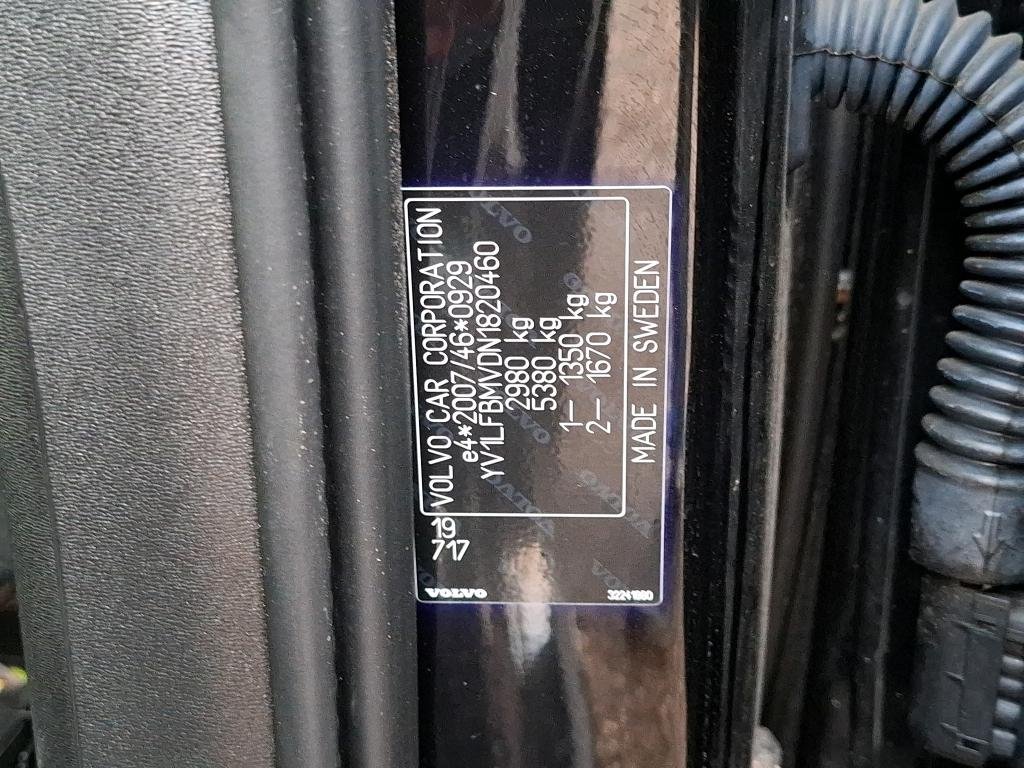 VOLVO CAR CORPORATION
e4*2007/46*0929
YV1LFBMVDN1820460
2980 kg
5380 kg
1– 1350 kg
2– 1670 kg
MADE IN SWEDEN
19
717
VOLVO
32241960